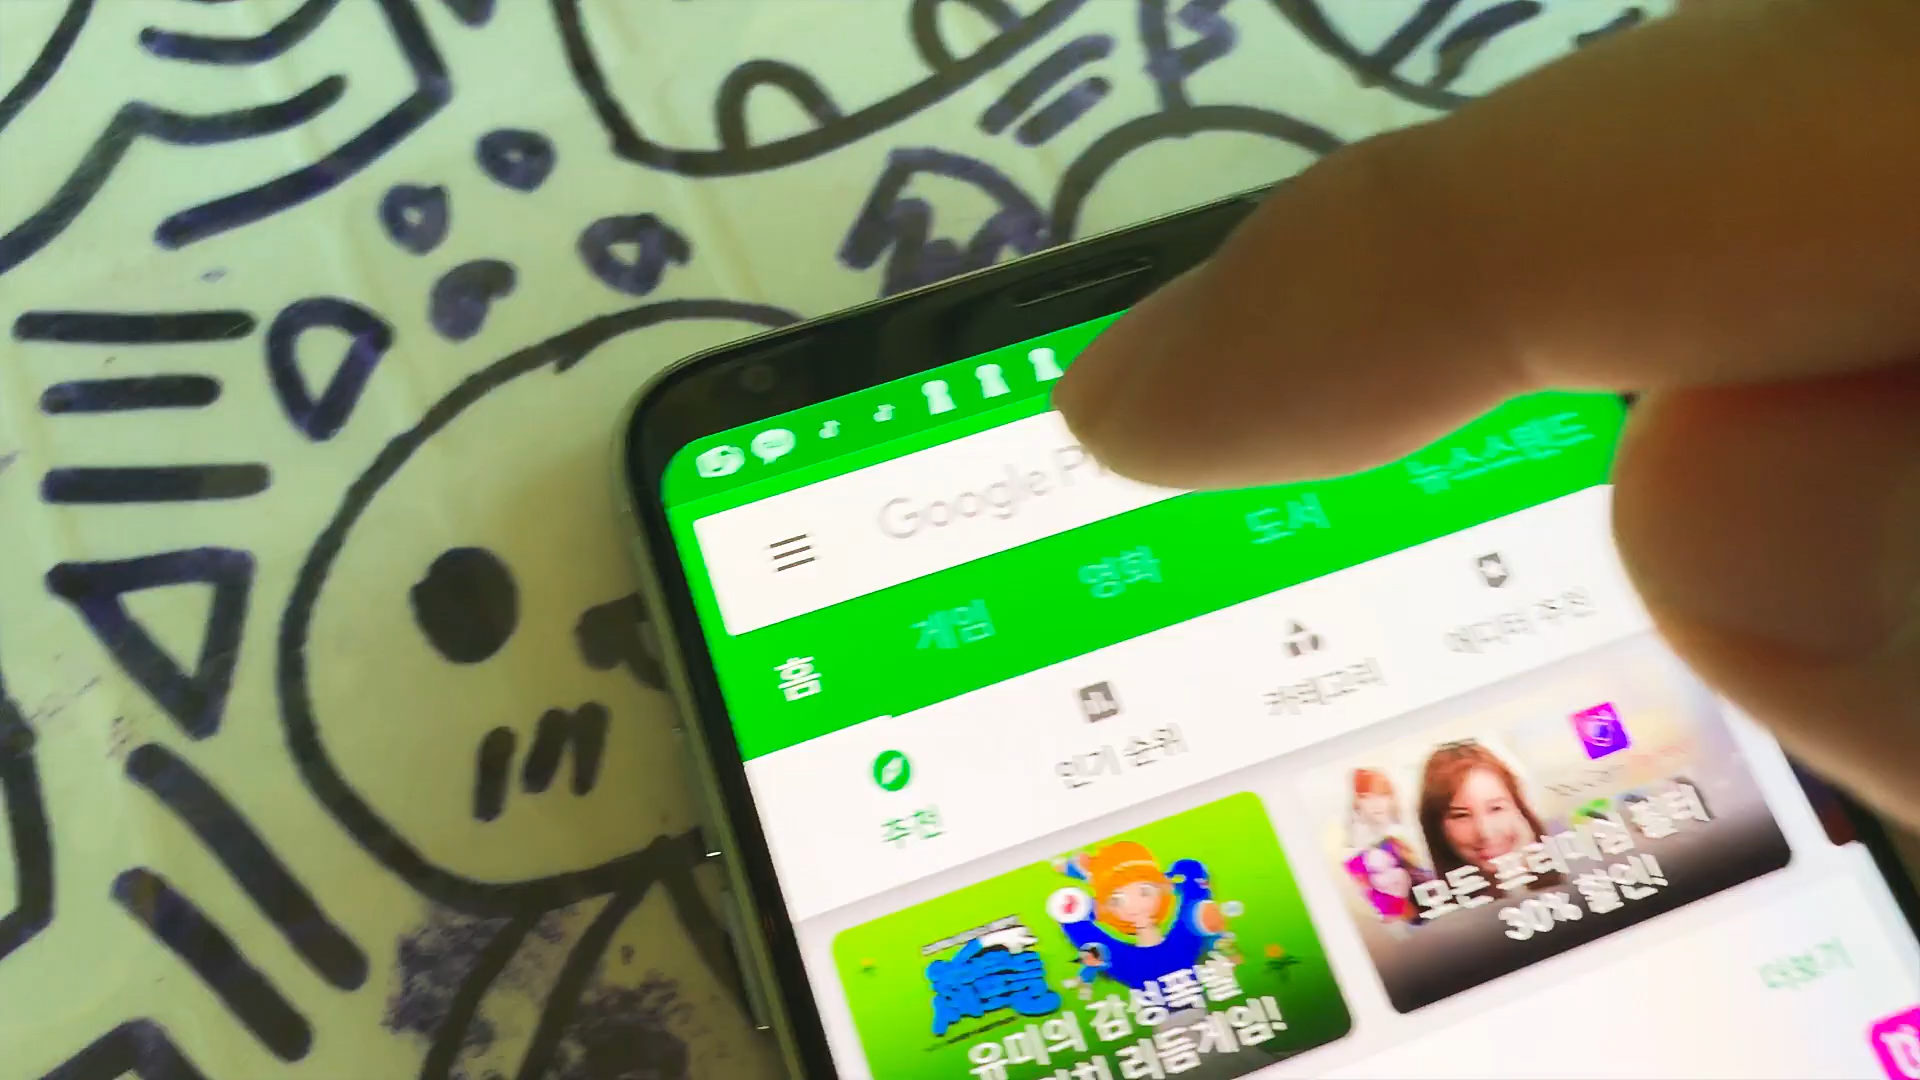 Google Pl
홈 게임 영화 도서 뉴스스탠드
추천 인기 순위 카테고리 에디터 추천
유미의 감성폭발
리듬게임!
모든 프리미엄 필터
30% 할인!
더보기